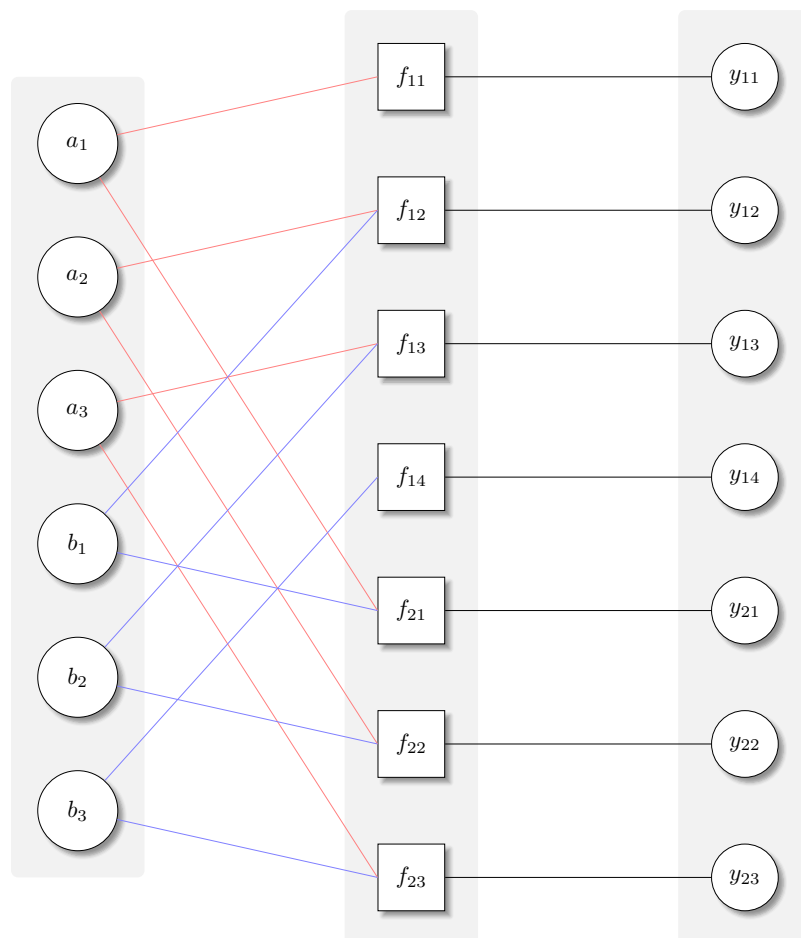 f₁₁ y₁₁
a₁
f₁₂ y₁₂
a₂
f₁₃ y₁₃
a₃
f₁₄ y₁₄
b₁
f₂₁ y₂₁
b₂
f₂₂ y₂₂
b₃
f₂₃ y₂₃